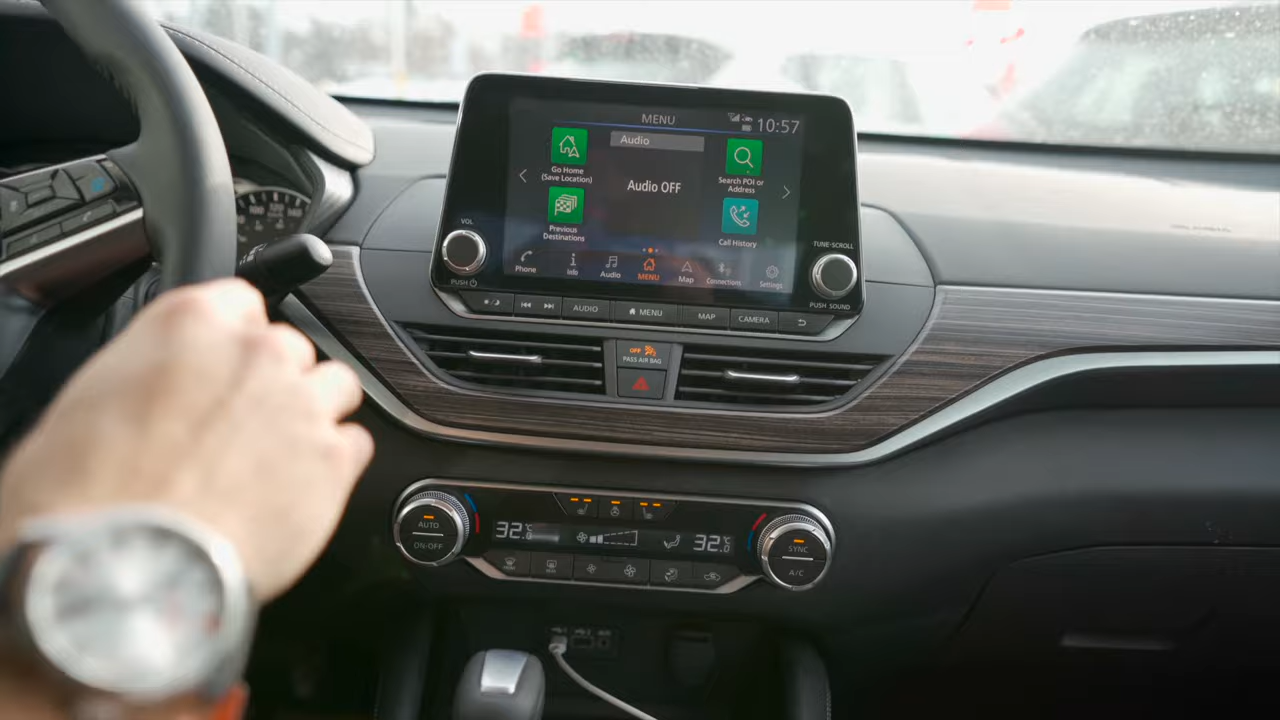 MENU
10:57
Audio
Audio OFF
Go Home
(Save Location)
Search POI or
Address
Previous
Destinations
Call History
Phone
Info
Audio
MENU
Map
Connections
Settings
VOL
PUSH
TUNE·SCROLL
PUSH SOUND
AUDIO
MENU
MAP
CAMERA
OFF
PASS AIR BAG
AUTO
ON·OFF
32.0
°C
32.0
°C
SYNC
A/C